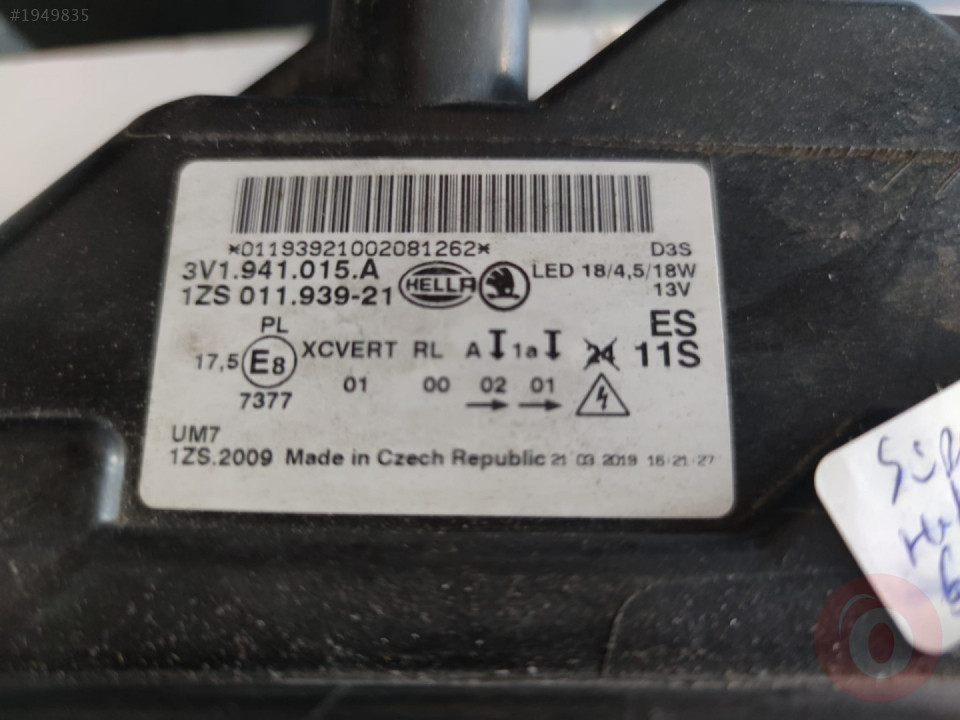 #1949835
*01193921002081262*
D3S
3V1.941.015.A
HELLA
LED 18/4,5/18W
1ZS 011.939-21
13V
PL
ES
17,5 E8 XCVERT RL A 1a 24 11S
01 00 02 01
7377
UM7
1ZS.2009 Made in Czech Republic 21 03 2018 16:21:27